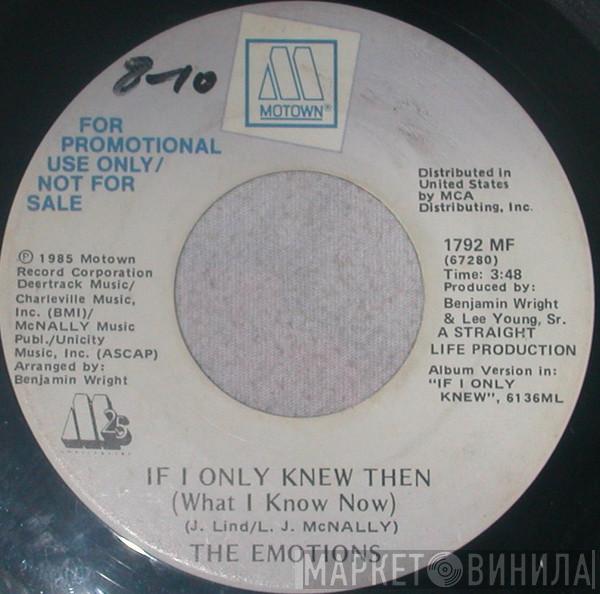 8-10
MOTOWN®
FOR
PROMOTIONAL
USE ONLY/
NOT FOR
SALE
Distributed in
United States
by MCA
Distributing, Inc.
℗ 1985 Motown
Record Corporation
Deertrack Music/
Charleville Music,
Inc. (BMI)/
McNALLY Music
Publ./Unicity
Music, Inc. (ASCAP)
Arranged by:
Benjamin Wright
1792 MF
(67280)
Time: 3:48
Produced by:
Benjamin Wright
& Lee Young, Sr.
A STRAIGHT
LIFE PRODUCTION
Album Version in:
"IF I ONLY
KNEW", 6136ML
M25
IF I ONLY KNEW THEN
(What I Know Now)
(J. Lind/L. J. McNALLY)
THE EMOTIONS
МАРКЕТ ВИНИЛА